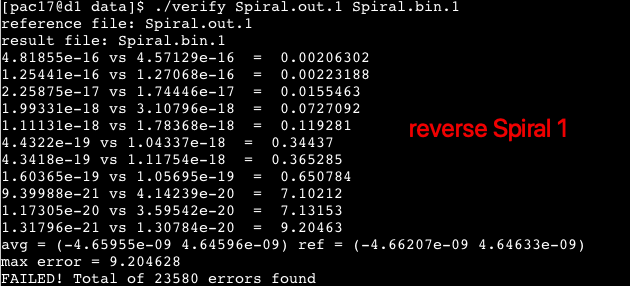 [pac17@d1 data]$ ./verify Spiral.out.1 Spiral.bin.1
reference file: Spiral.out.1
result file: Spiral.bin.1
4.81855e-16 vs 4.57129e-16  =  0.00206302
1.25441e-16 vs 1.27068e-16  =  0.00223188
2.25875e-17 vs 1.74446e-17  =  0.0155463
1.99331e-18 vs 3.10796e-18  =  0.0727092
1.11131e-18 vs 1.78368e-18  =  0.119281
4.4322e-19 vs 1.04337e-18  =  0.34437
4.3418e-19 vs 1.11754e-18  =  0.365285
1.60365e-19 vs 1.05695e-19  =  0.650784
9.39988e-21 vs 4.14239e-20  =  7.10212
1.17305e-20 vs 3.59542e-20  =  7.13153
1.31796e-21 vs 1.30784e-20  =  9.20463
avg = (-4.65955e-09 4.64596e-09) ref = (-4.66207e-09 4.64633e-09)
max error = 9.204628
FAILED! Total of 23580 errors found
reverse Spiral 1